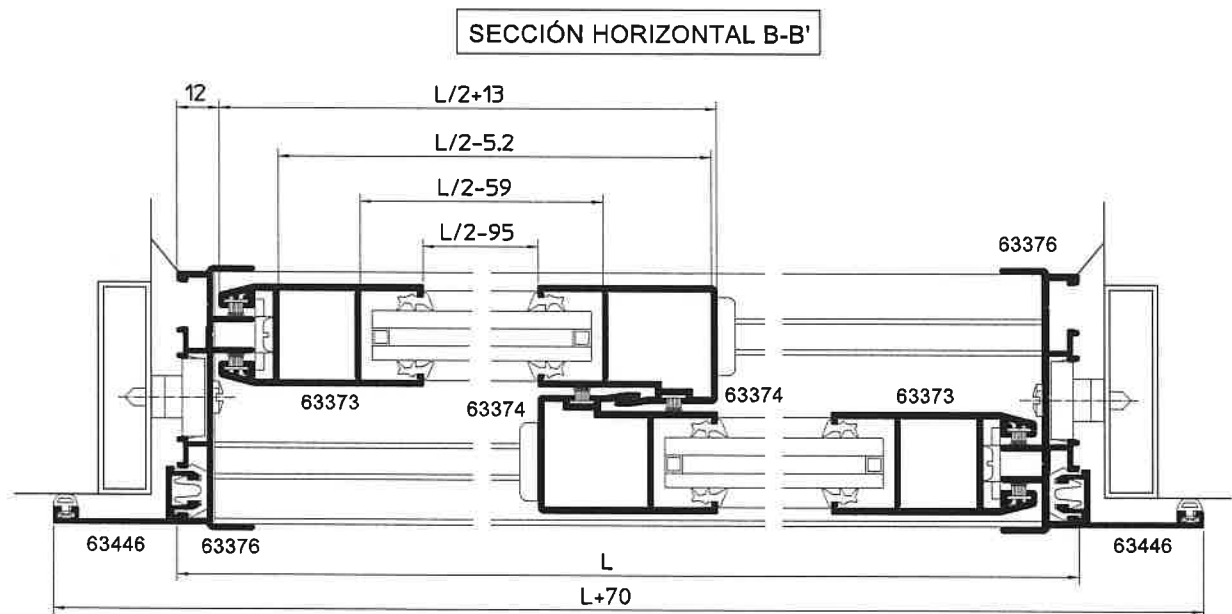 SECCIÓN HORIZONTAL B-B'
12
L/2+13
L/2-5.2
L/2-59
L/2-95
63376
63373
63374
63374
63373
63446
63376
63446
L
L+70